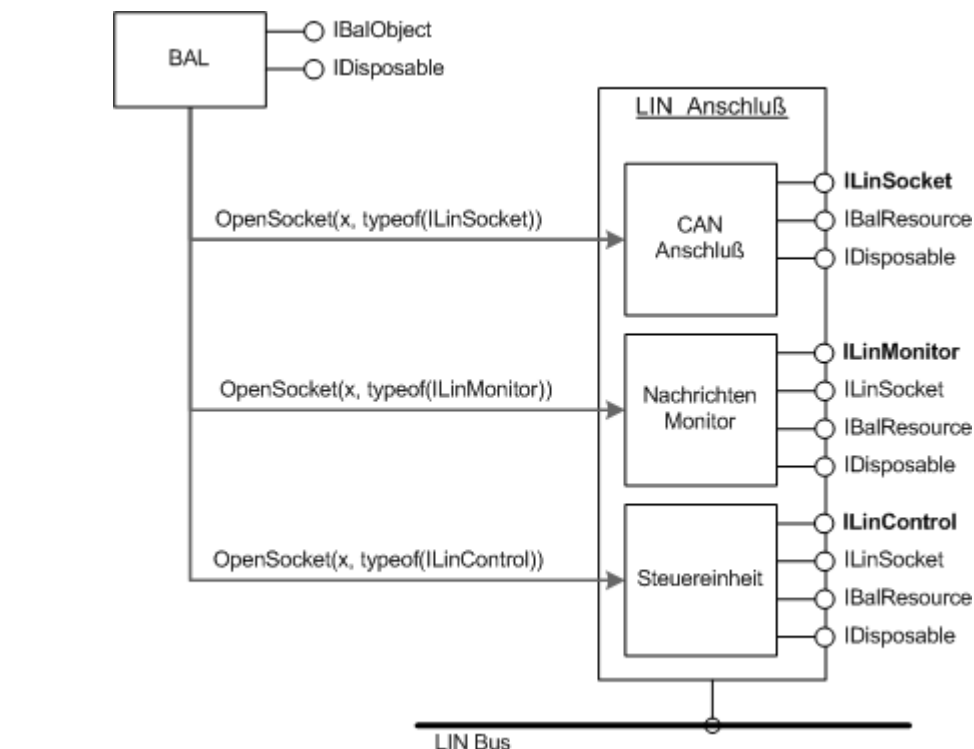 BAL
IBalObject
IDisposable
LIN Anschluß
OpenSocket(x, typeof(ILinSocket))
CAN
Anschluß
ILinSocket
IBalResource
IDisposable
OpenSocket(x, typeof(ILinMonitor))
Nachrichten
Monitor
ILinMonitor
ILinSocket
IBalResource
IDisposable
OpenSocket(x, typeof(ILinControl))
Steuereinheit
ILinControl
ILinSocket
IBalResource
IDisposable
LIN Bus